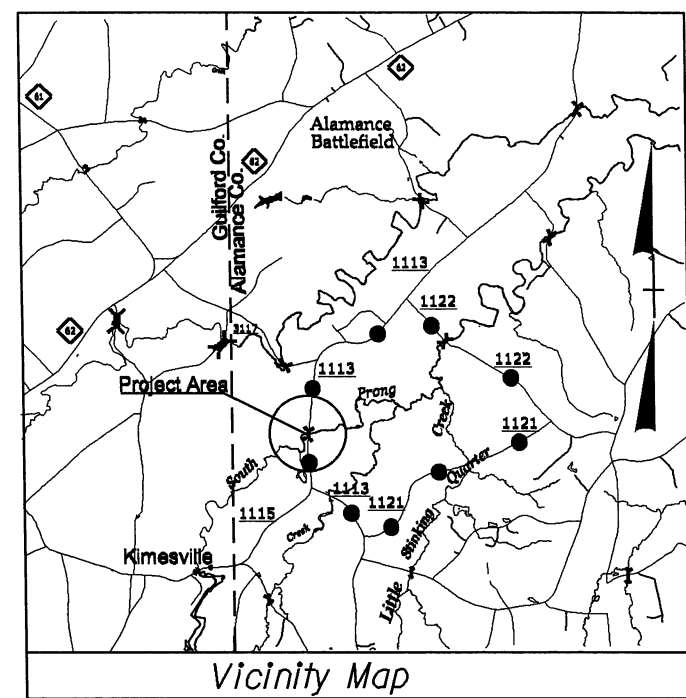 62
61
Alamance
Battlefield
62
Guilford Co.
Alamance Co.
1113
1122
3117
62
1113
1122
Project Area
Prong
Creek
1121
South
Quarter
1113
1121
1115
Stinking
Creek
Kimesville
Little
Vicinity Map